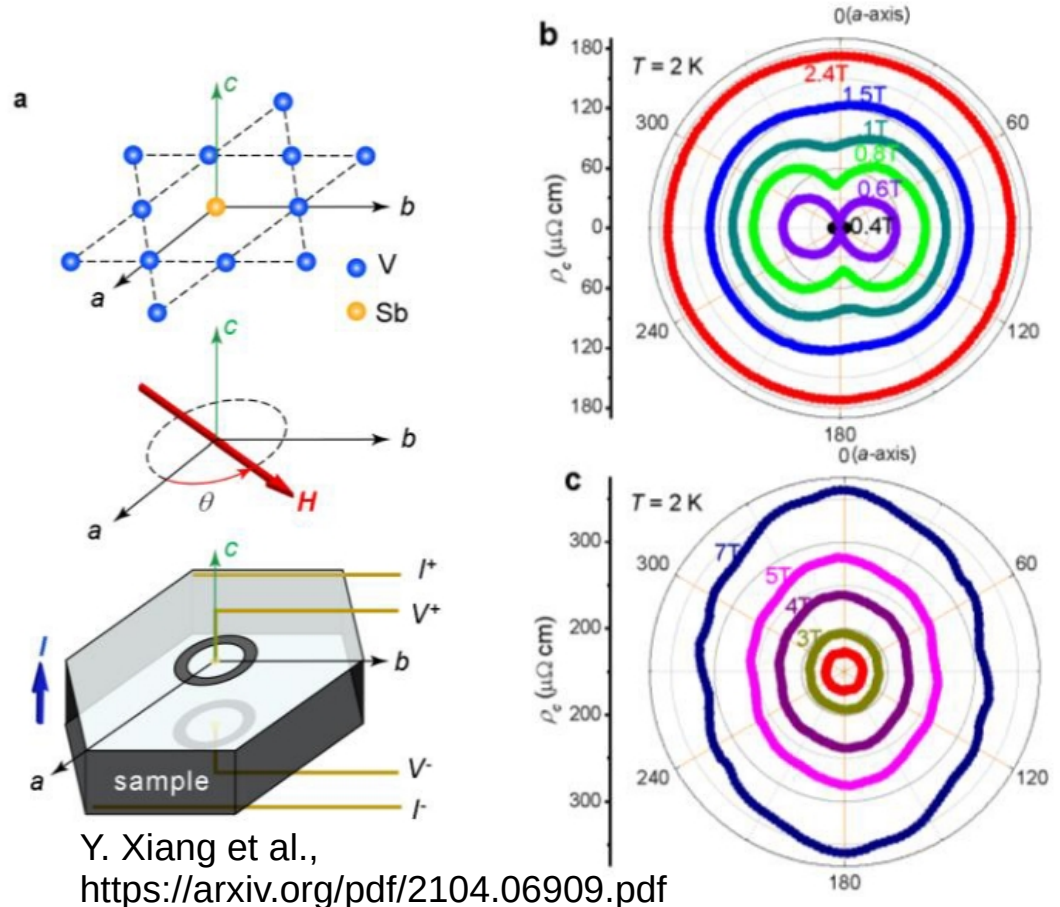 a
c
b
a
V
Sb
c
b
a
θ
H
c
I⁺
V⁺
b
I
a
sample
V⁻
I⁻
b
0(a-axis)
T = 2 K
180
120
60
0
60
120
180
ρc (μΩ cm)
2.4T
1.5T
1T
0.8T
0.6T
0.4T
300
60
240
120
180
c
0(a-axis)
T = 2 K
300
200
200
300
ρc (μΩ cm)
7T
5T
4T
3T
300
60
240
120
180
Y. Xiang et al.,
https://arxiv.org/pdf/2104.06909.pdf